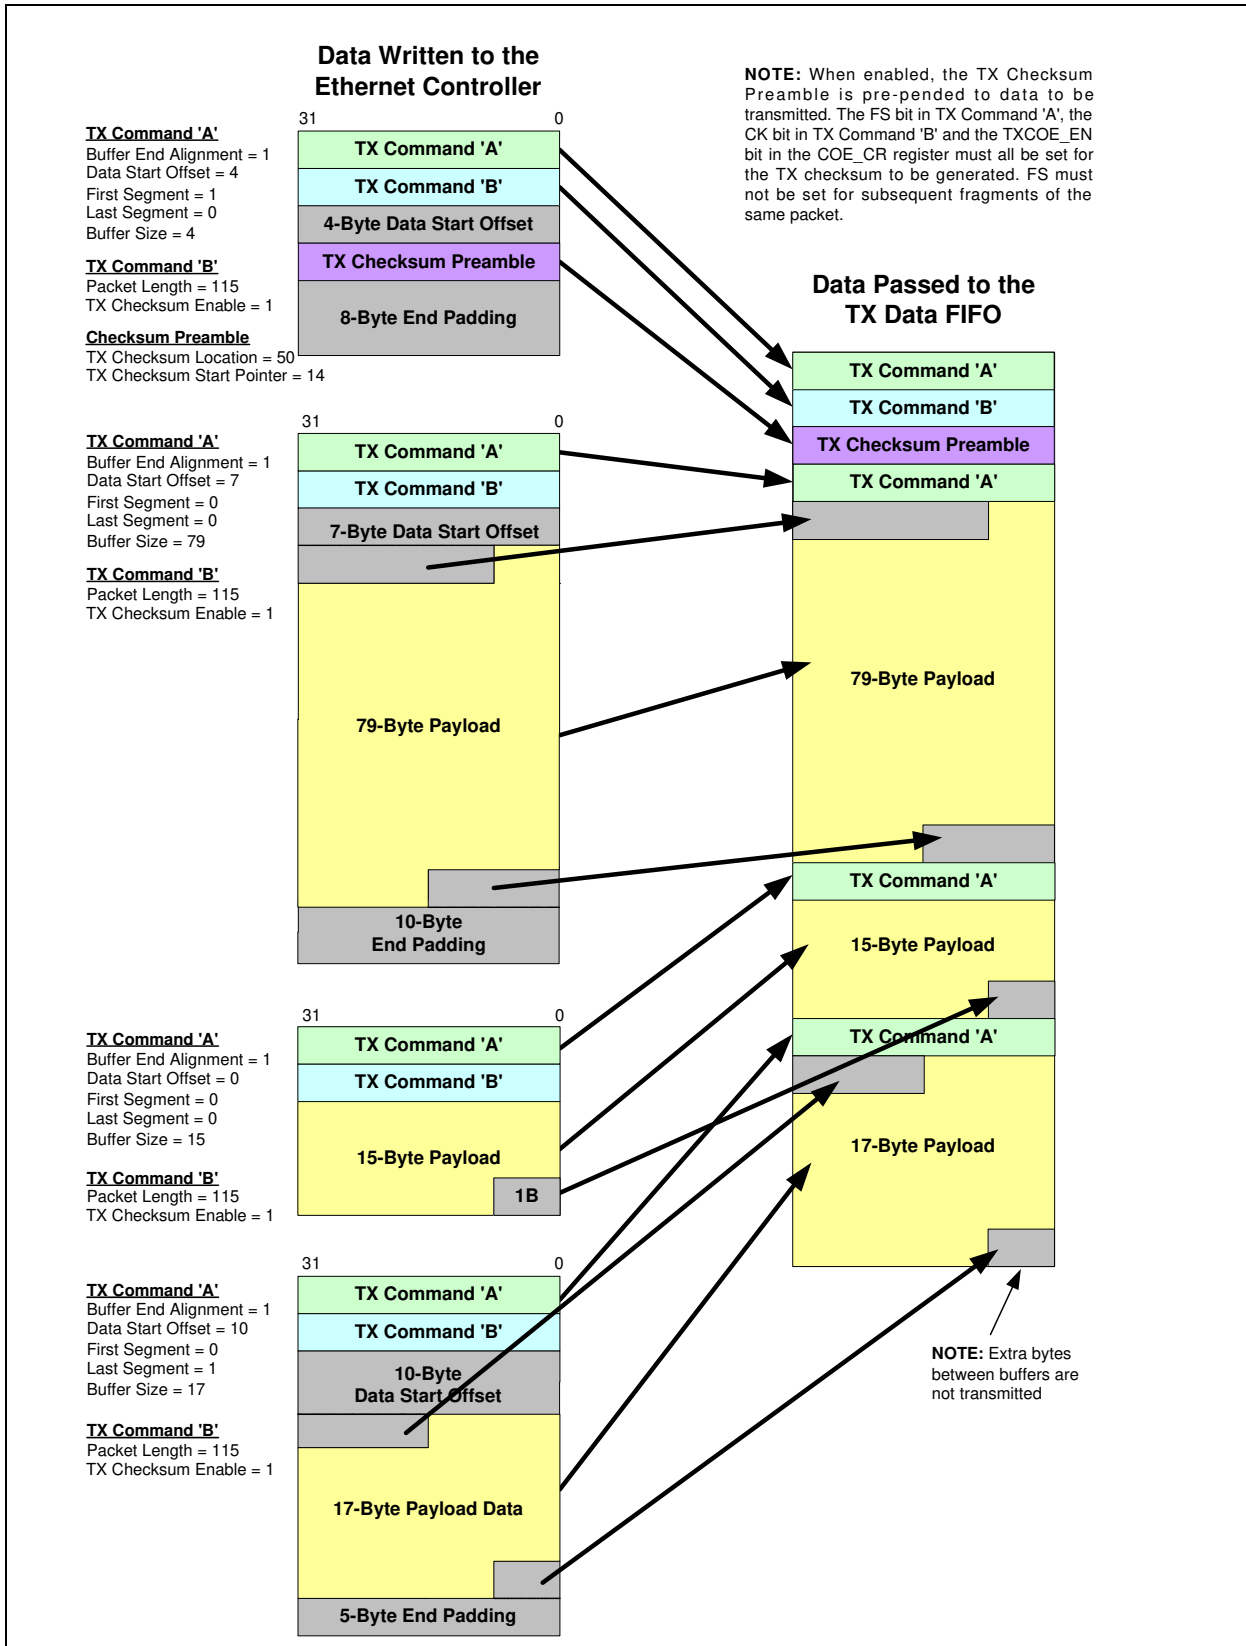 Data Written to the
Ethernet Controller
NOTE: When enabled, the TX Checksum
Preamble is pre-pended to data to be
transmitted. The FS bit in TX Command 'A', the
CK bit in TX Command 'B' and the TXCOE_EN
bit in the COE_CR register must all be set for
the TX checksum to be generated. FS must
not be set for subsequent fragments of the
same packet.
31 0
TX Command 'A'
Buffer End Alignment = 1
Data Start Offset = 4
First Segment = 1
Last Segment = 0
Buffer Size = 4
TX Command 'B'
Packet Length = 115
TX Checksum Enable = 1
Checksum Preamble
TX Checksum Location = 50
TX Checksum Start Pointer = 14
TX Command 'A'
TX Command 'B'
4-Byte Data Start Offset
TX Checksum Preamble
8-Byte End Padding
31 0
TX Command 'A'
Buffer End Alignment = 1
Data Start Offset = 7
First Segment = 0
Last Segment = 0
Buffer Size = 79
TX Command 'B'
Packet Length = 115
TX Checksum Enable = 1
TX Command 'A'
TX Command 'B'
7-Byte Data Start Offset
79-Byte Payload
10-Byte
End Padding
31 0
TX Command 'A'
Buffer End Alignment = 1
Data Start Offset = 0
First Segment = 0
Last Segment = 0
Buffer Size = 15
TX Command 'B'
Packet Length = 115
TX Checksum Enable = 1
TX Command 'A'
TX Command 'B'
15-Byte Payload
1B
31 0
TX Command 'A'
Buffer End Alignment = 1
Data Start Offset = 10
First Segment = 0
Last Segment = 1
Buffer Size = 17
TX Command 'B'
Packet Length = 115
TX Checksum Enable = 1
TX Command 'A'
TX Command 'B'
10-Byte
Data Start Offset
17-Byte Payload Data
5-Byte End Padding
Data Passed to the
TX Data FIFO
TX Command 'A'
TX Command 'B'
TX Checksum Preamble
TX Command 'A'
79-Byte Payload
TX Command 'A'
15-Byte Payload
TX Command 'A'
17-Byte Payload
NOTE: Extra bytes
between buffers are
not transmitted